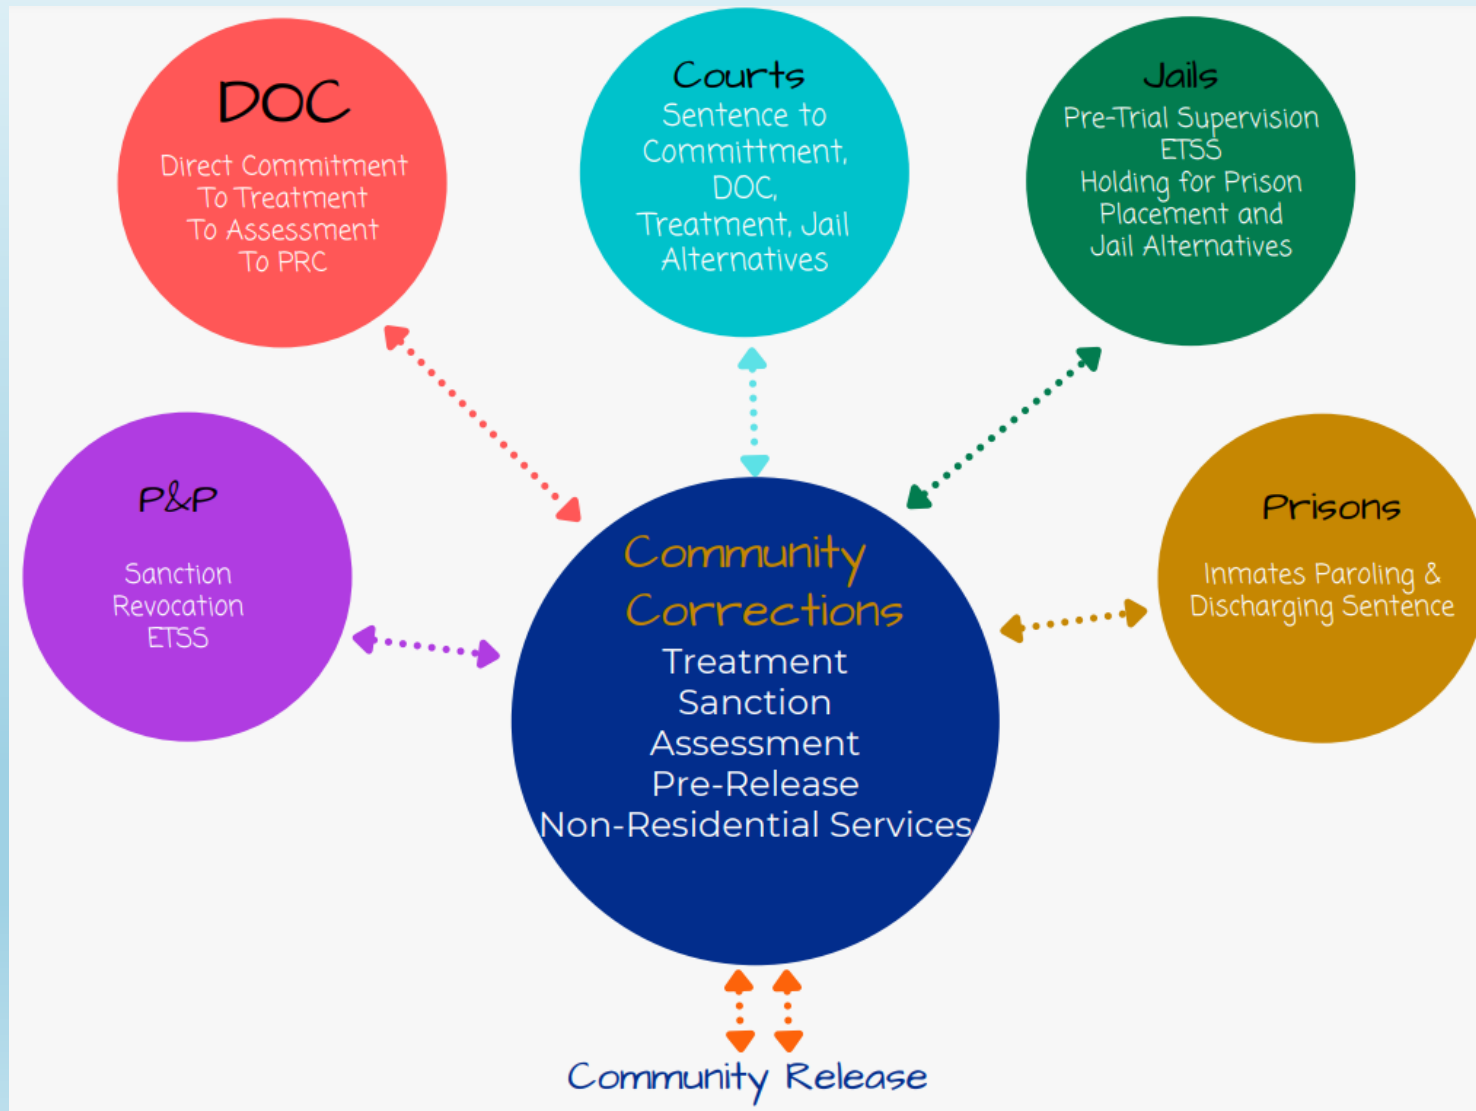 DOC
Direct Commitment
To Treatment
To Assessment
To PRC
Courts
Sentence to
Committment,
DOC,
Treatment, Jail
Alternatives
Jails
Pre-Trial Supervision
ETSS
Holding for Prison
Placement and
Jail Alternatives
P&P
Sanction
Revocation
ETSS
Community
Corrections
Treatment
Sanction
Assessment
Pre-Release
Non-Residential Services
Prisons
Inmates Paroling &
Discharging Sentence
Community Release